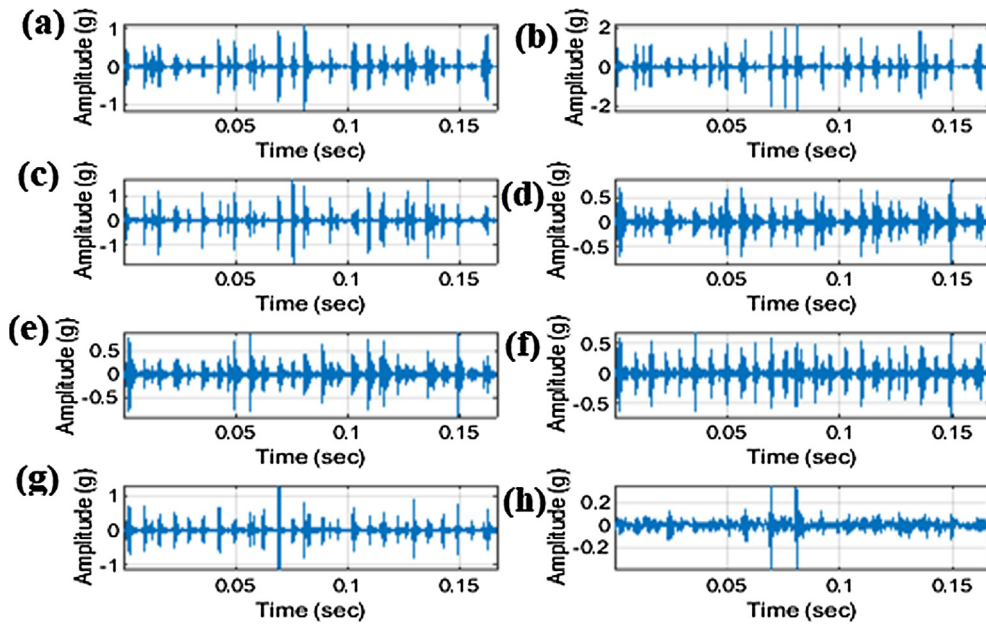 (a)
Amplitude (g)
1
0
-1
0.05 0.1 0.15
Time (sec)
(b)
Amplitude (g)
2
0
-2
0.05 0.1 0.15
Time (sec)
(c)
Amplitude (g)
1
0
-1
0.05 0.1 0.15
Time (sec)
(d)
Amplitude (g)
0.5
0
-0.5
0.05 0.1 0.15
Time (sec)
(e)
Amplitude (g)
0.5
0
-0.5
0.05 0.1 0.15
Time (sec)
(f)
Amplitude (g)
0.5
0
-0.5
0.05 0.1 0.15
Time (sec)
(g)
Amplitude (g)
1
0
-1
0.05 0.1 0.15
Time (sec)
(h)
Amplitude (g)
0.2
0
-0.2
0.05 0.1 0.15
Time (sec)